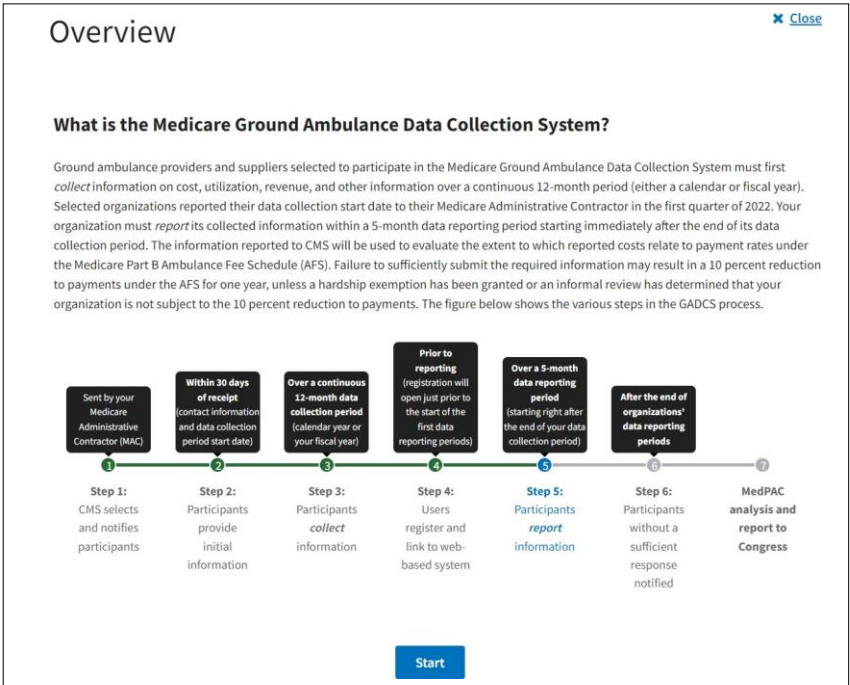 ✖ Close
Overview
What is the Medicare Ground Ambulance Data Collection System?
Ground ambulance providers and suppliers selected to participate in the Medicare Ground Ambulance Data Collection System must first
collect information on cost, utilization, revenue, and other information over a continuous 12-month period (either a calendar or fiscal year).
Selected organizations reported their data collection start date to their Medicare Administrative Contractor in the first quarter of 2022. Your
organization must report its collected information within a 5-month data reporting period starting immediately after the end of its data
collection period. The information reported to CMS will be used to evaluate the extent to which reported costs relate to payment rates under
the Medicare Part B Ambulance Fee Schedule (AFS). Failure to sufficiently submit the required information may result in a 10 percent reduction
to payments under the AFS for one year, unless a hardship exemption has been granted or an informal review has determined that your
organization is not subject to the 10 percent reduction to payments. The figure below shows the various steps in the GADCS process.
Sent by your
Medicare
Administrative
Contractor (MAC)
1
Step 1:
CMS selects
and notifies
participants
Within 30 days
of receipt
(contact information
and data collection
period start date)
2
Step 2:
Participants
provide
initial
information
Over a continuous
12-month data
collection period
(calendar year or
your fiscal year)
3
Step 3:
Participants
collect
information
Prior to
reporting
(registration will
open just prior to
the start of the
first data
reporting periods)
4
Step 4:
Users
register and
link to web-
based system
Over a 5-month
data reporting
period
(starting right after
the end of your data
collection period)
5
Step 5:
Participants
report
information
After the end of
organizations'
data reporting
periods
6
Step 6:
Participants
without a
sufficient
response
notified
7
MedPAC
analysis and
report to
Congress
Start